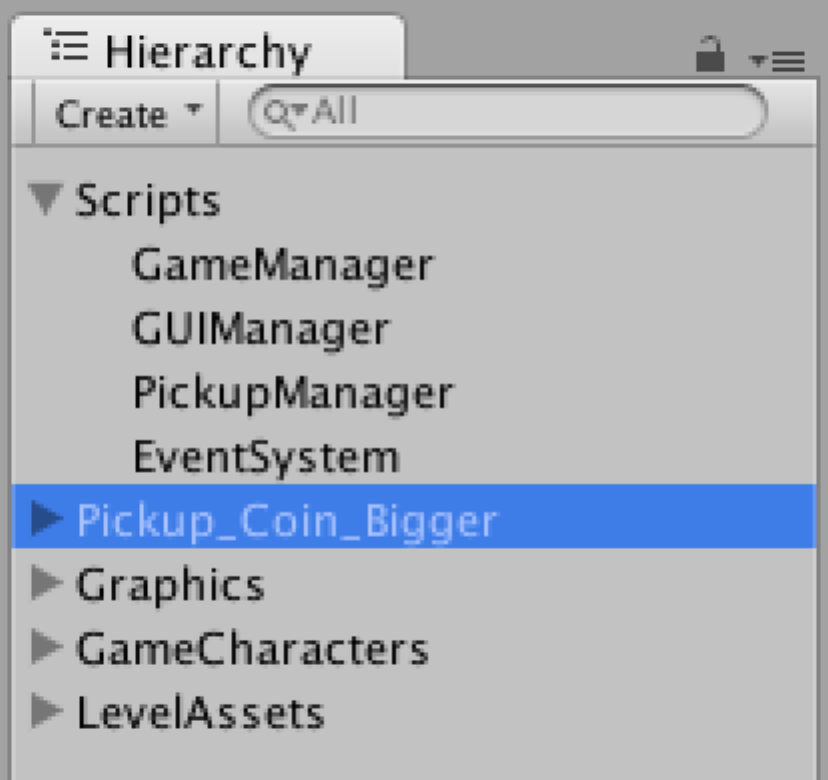 Hierarchy
Create All
Scripts
GameManager
GUIManager
PickupManager
EventSystem
Pickup_Coin_Bigger
Graphics
GameCharacters
LevelAssets